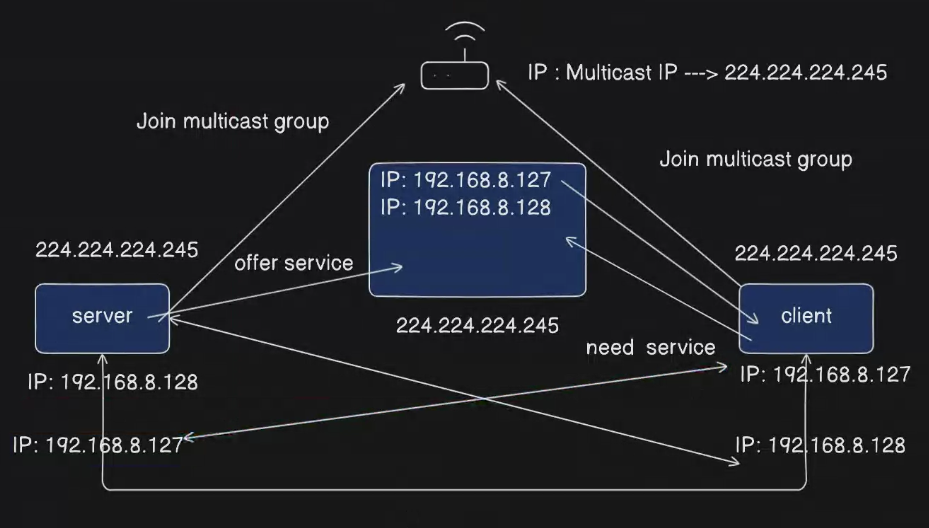 IP : Multicast IP ---> 224.224.224.245
Join multicast group
Join multicast group
IP: 192.168.8.127
IP: 192.168.8.128
224.224.224.245
offer service
224.224.224.245
server
client
224.224.224.245
need service
IP: 192.168.8.128
IP: 192.168.8.127
IP: 192.168.8.127
IP: 192.168.8.128